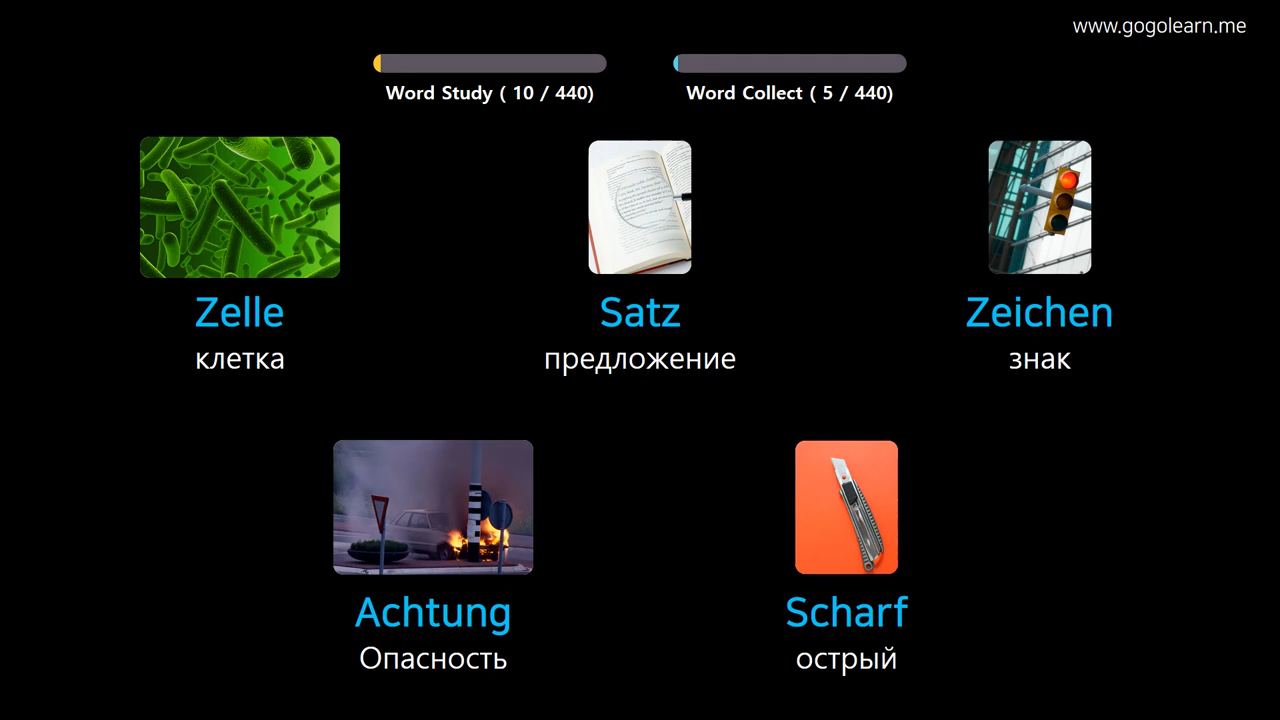 www.gogolearn.me
Word Study ( 10 / 440)
Word Collect ( 5 / 440)
Zelle
клетка
Satz
предложение
Zeichen
знак
Achtung
Опасность
Scharf
острый